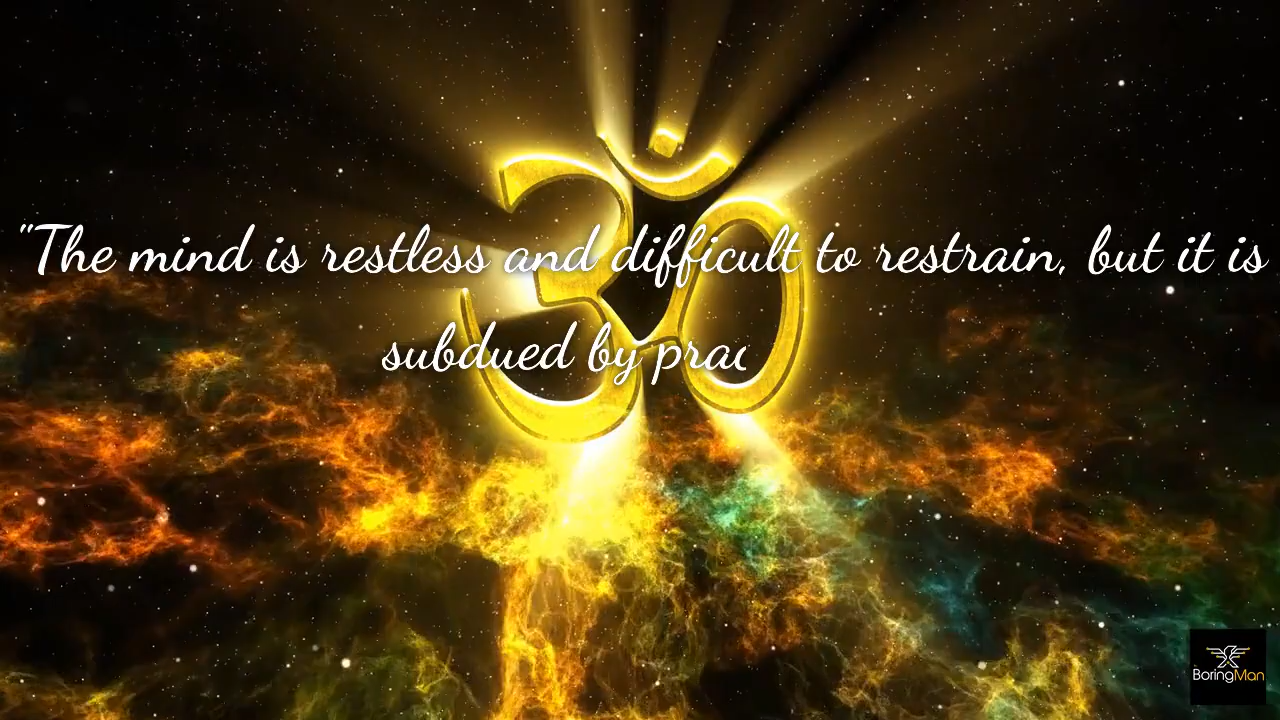 "The mind is restless and difficult to restrain, but it is
subdued by prac
BoringMan